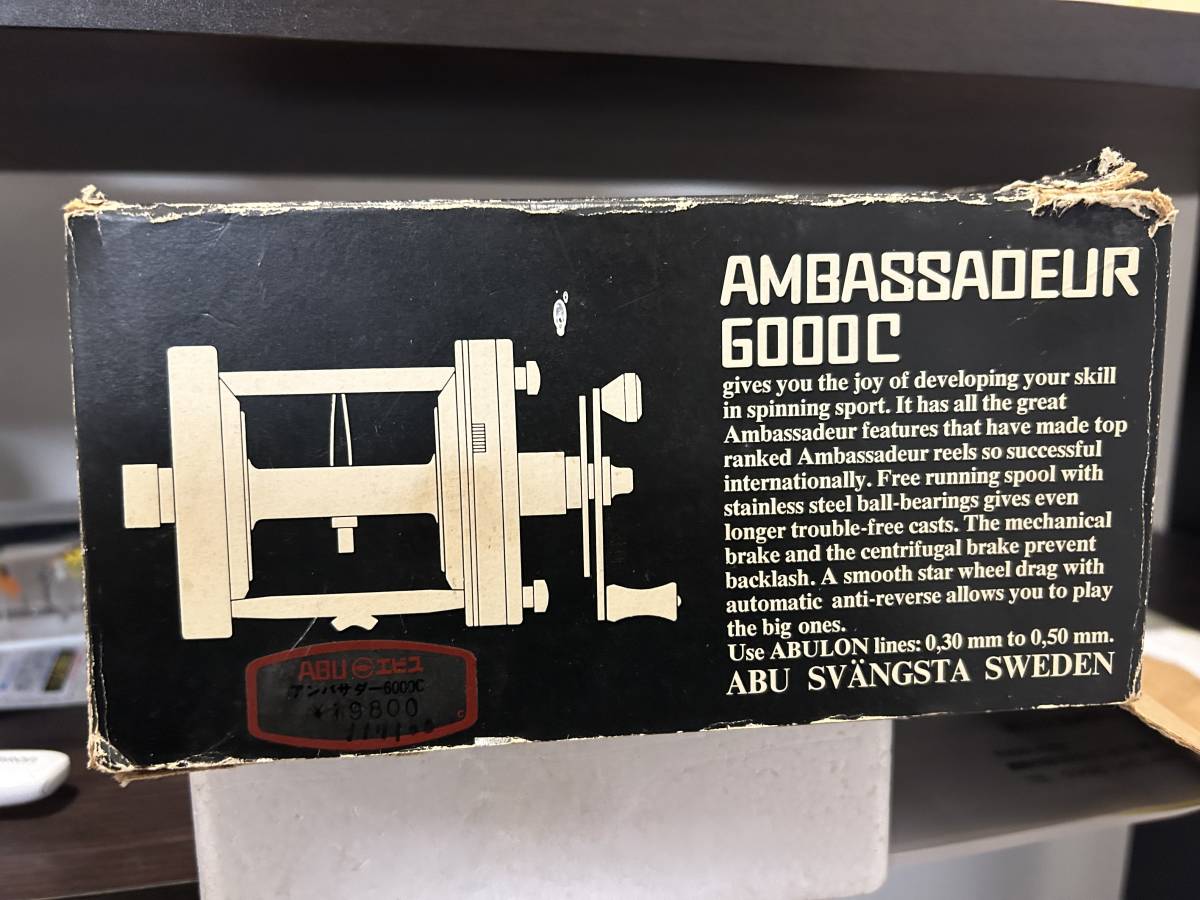 AMBASSADEUR
6000C
gives you the joy of developing your skill
in spinning sport. It has all the great
Ambassadeur features that have made top
ranked Ambassadeur reels so successful
internationally. Free running spool with
stainless steel ball-bearings gives even
longer trouble-free casts. The mechanical
brake and the centrifugal brake prevent
backlash. A smooth star wheel drag with
automatic anti-reverse allows you to play
the big ones.
Use ABULON lines: 0,30 mm to 0,50 mm.
ABU SVÄNGSTA SWEDEN
ABU エビス
アンバサダー6000C
¥19800